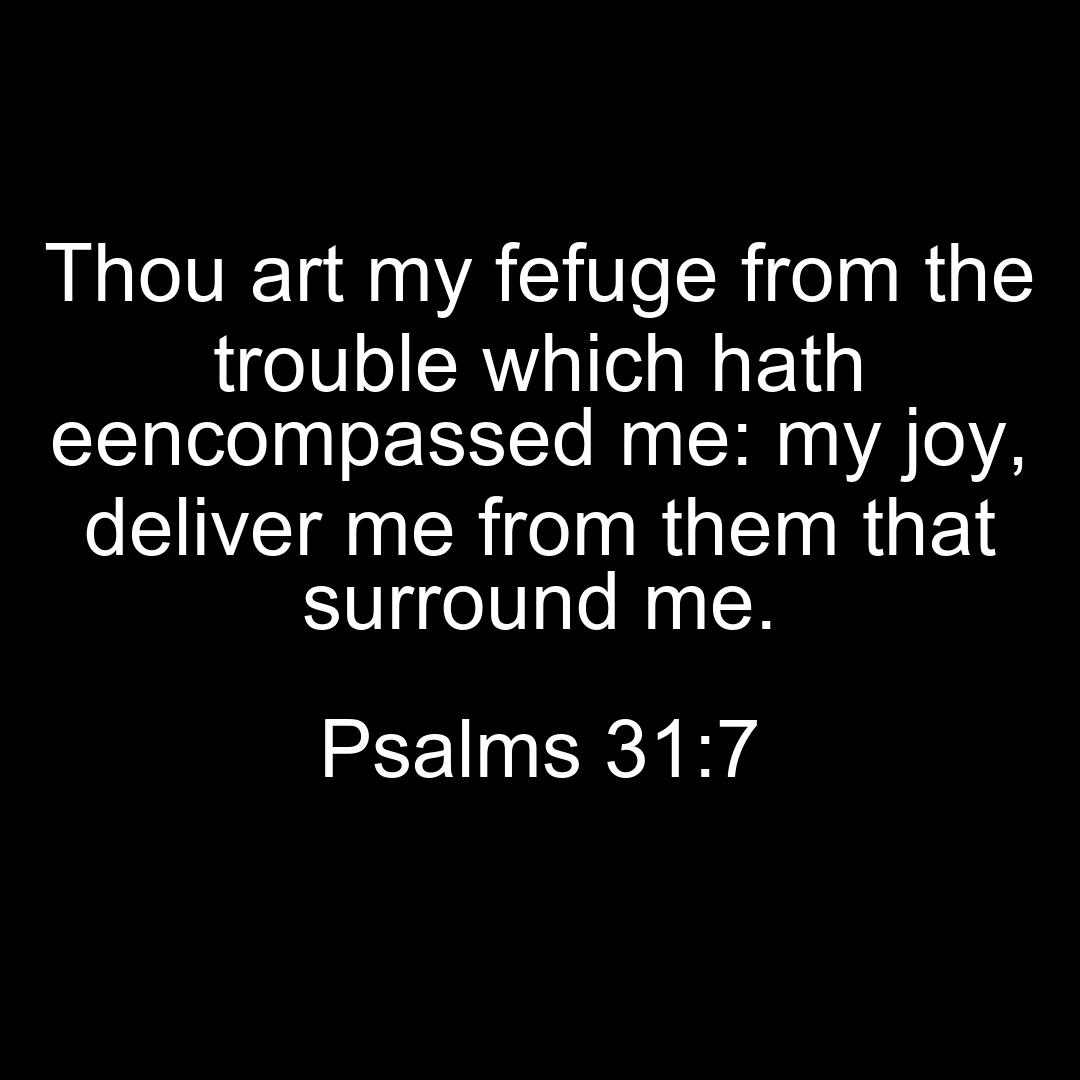 Thou art my fefuge from the
trouble which hath
eencompassed me: my joy,
deliver me from them that
surround me.
Psalms 31:7